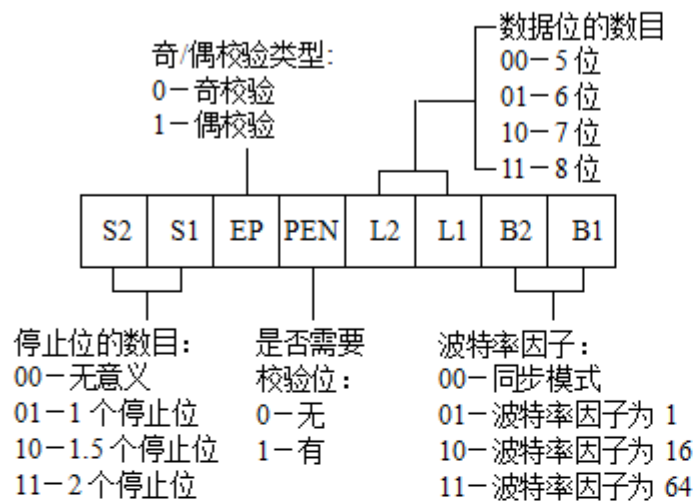 奇/偶校验类型:
0－奇校验
1－偶校验
数据位的数目
00－5 位
01－6 位
10－7 位
11－8 位
S2 S1 EP PEN L2 L1 B2 B1
停止位的数目：
00－无意义
01－1 个停止位
10－1.5 个停止位
11－2 个停止位
是否需要
校验位：
0－无
1－有
波特率因子：
00－同步模式
01－波特率因子为 1
10－波特率因子为 16
11－波特率因子为 64